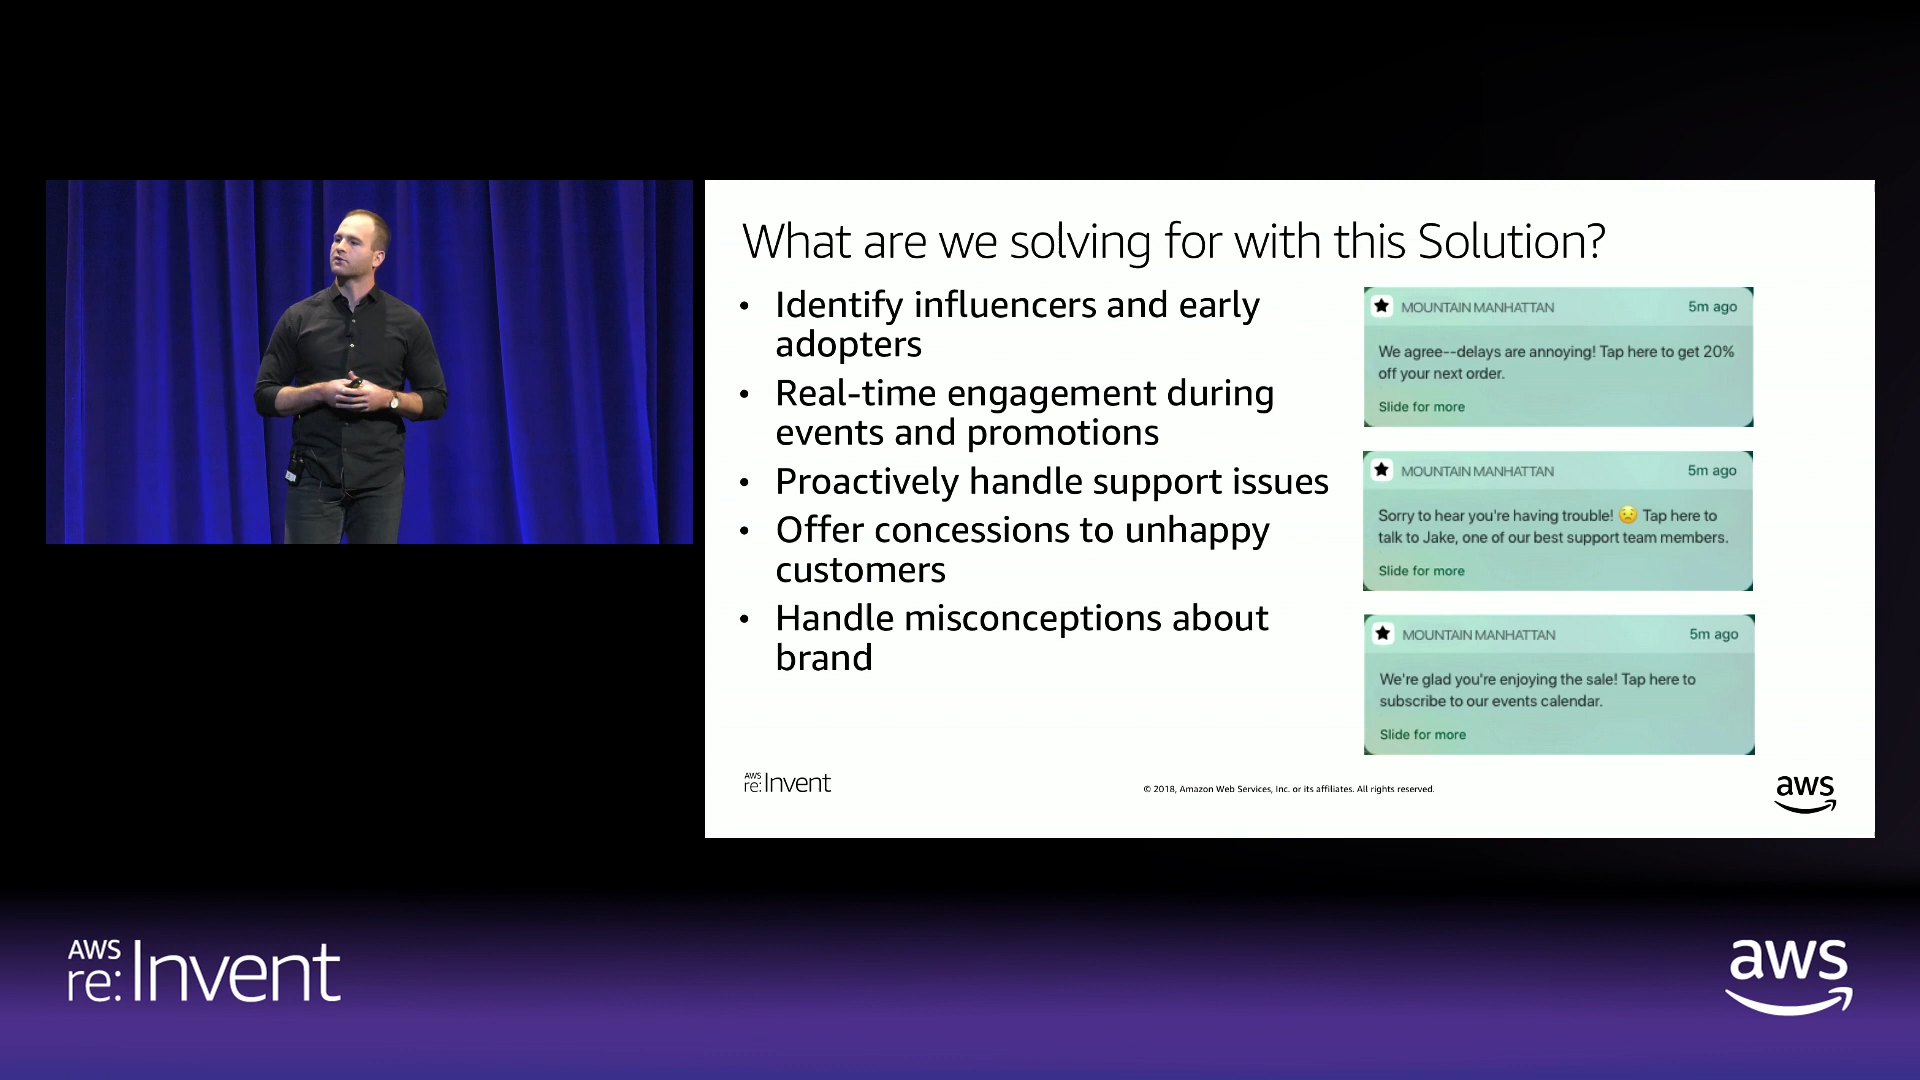 What are we solving for with this Solution?
• Identify influencers and early
adopters
• Real-time engagement during
events and promotions
• Proactively handle support issues
• Offer concessions to unhappy
customers
• Handle misconceptions about
brand
MOUNTAIN MANHATTAN 5m ago
We agree--delays are annoying! Tap here to get 20%
off your next order.
Slide for more
MOUNTAIN MANHATTAN 5m ago
Sorry to hear you're having trouble! 😟 Tap here to
talk to Jake, one of our best support team members.
Slide for more
MOUNTAIN MANHATTAN 5m ago
We're glad you're enjoying the sale! Tap here to
subscribe to our events calendar.
Slide for more
AWS
re:Invent
© 2018, Amazon Web Services, Inc. or its affiliates. All rights reserved.
aws
AWS
re:Invent
aws